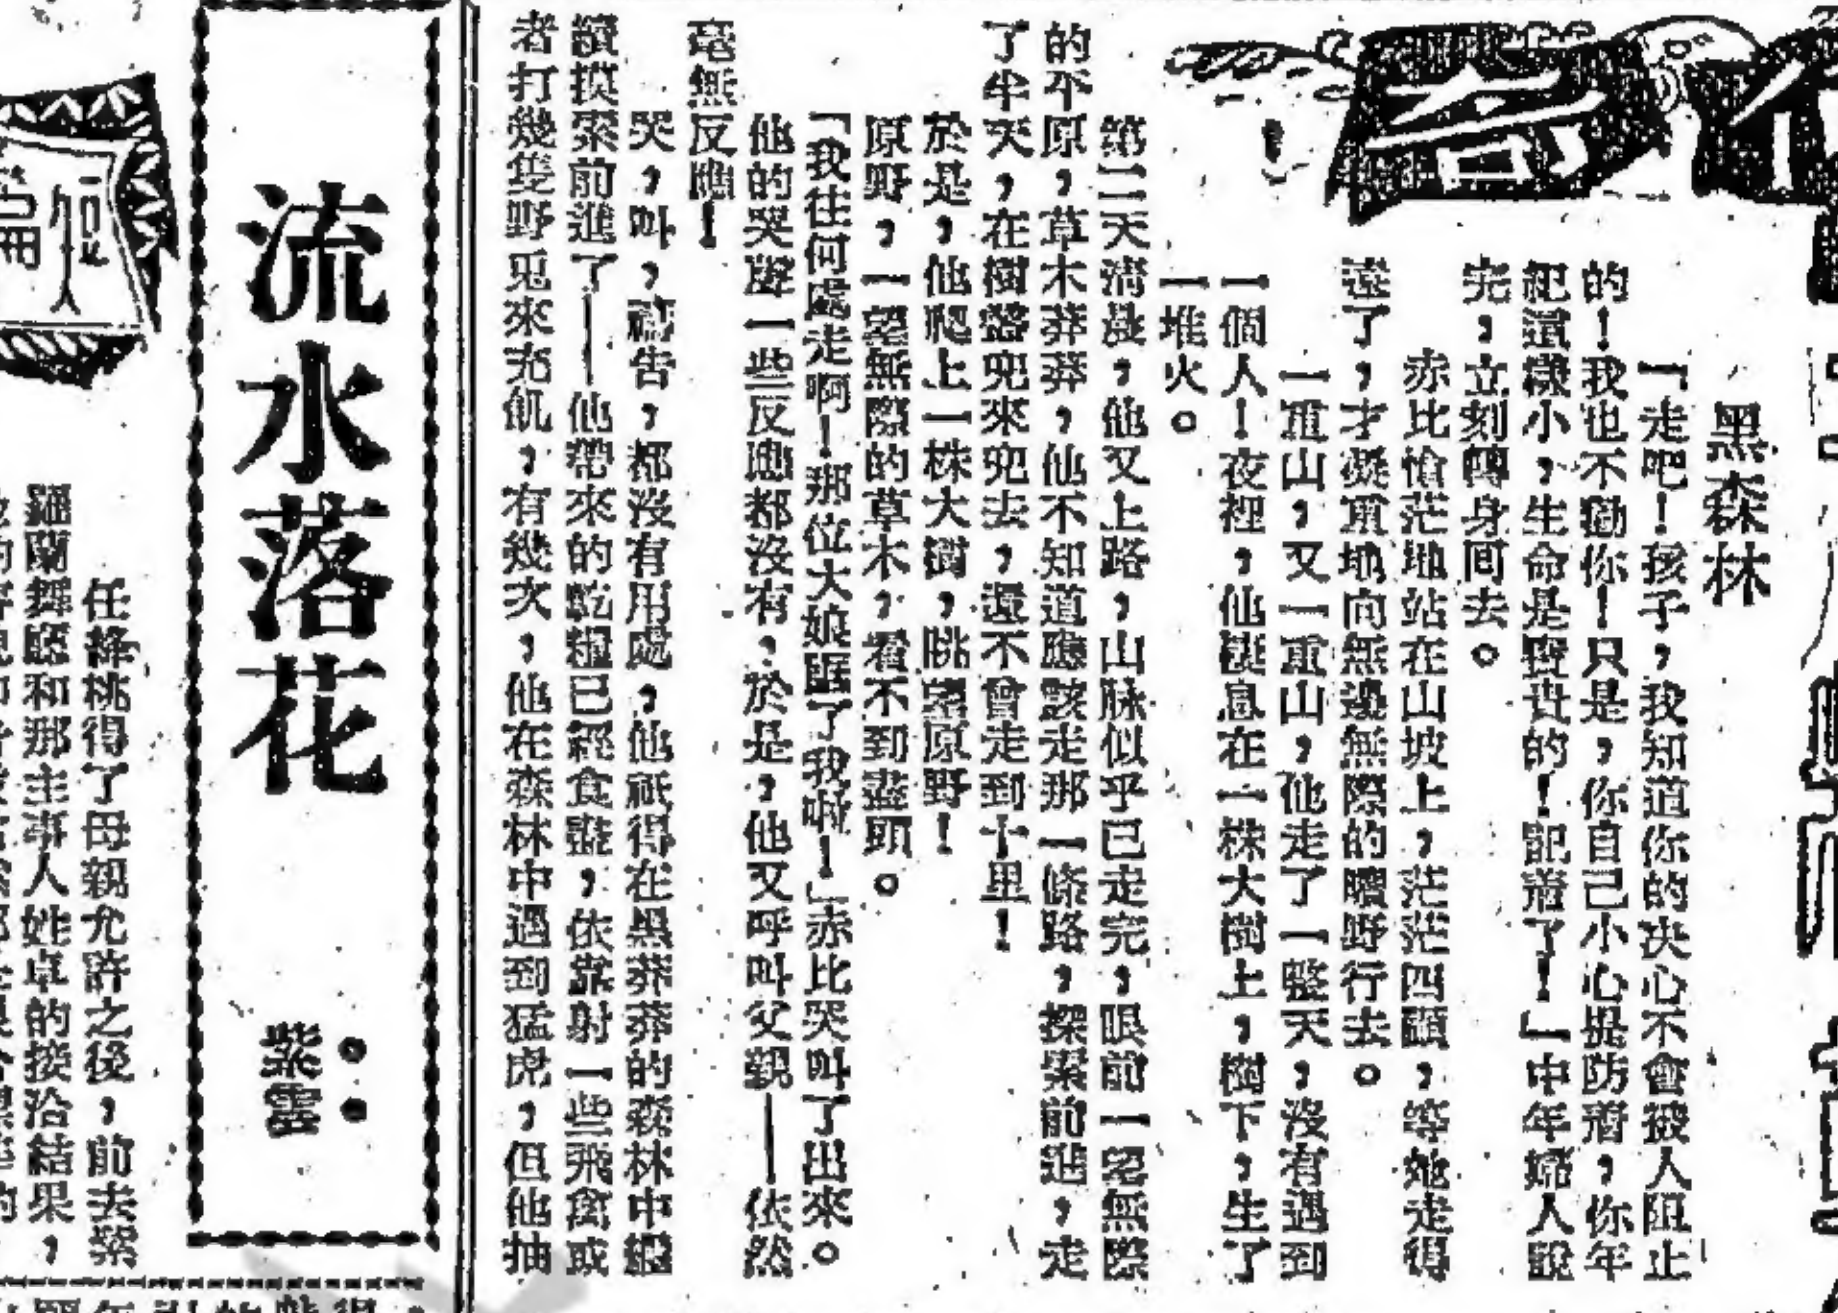 奇
黑森林
「走吧！孩子，我知道你的决心不會被人阻止
的！我也不勸你！只是，你自己小心提防着，你年
紀還樣小，生命是寶貴的！記着了！」中年婦人說
完，立刻轉身回去。
赤比愴茫地站在山坡上，茫茫四顧，等她走得
遠了，才凝重地向無邊無際的曠野行去。
一重山，又一重山，他走了一整天，沒有遇到
一個人！夜裡，他憇息在一株大樹上，樹下，生了
一堆火。
第二天清晨，他又上路，山脉似乎已走完，眼前一望無際
的平原，草木莽莽，他不知道應該走那一條路，探索前進，走
了半天，在樹叢兜來兜去，還不曾走到十里！
於是，他爬上一株大樹，眺望原野！
原野，一望無際的草木，看不到盡頭。
「我往何處走啊！那位大娘誆了我啊！」赤比哭叫了出來。
他的哭聲一些反應都沒有，於是，他又呼叫父親——依然
毫無反應！
哭，叫，禱告，都沒有用處，他祇得在黑莽莽的森林中繼
續摸索前進了——他帶來的乾糧已經食盡，依靠射一些飛禽或
者打幾隻野兎來充飢，有幾次，他在森林中遇到猛虎，但他抽
流水落花
紫雲
任絳桃得了母親允許之後，前去紫
羅蘭舞廳和那主事人姓卓的接洽結果，